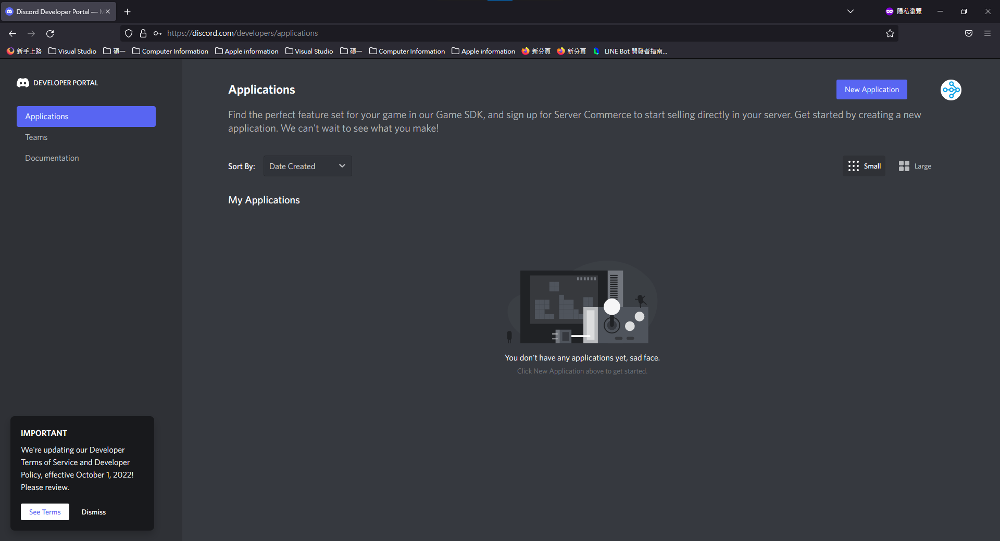 Discord Developer Portal —
隱私瀏覽
https://discord.com/developers/applications
新手上路 Visual Studio 碩一 Computer Information Apple information Visual Studio 碩一 Computer Information Apple information 新分頁 新分頁 LINE Bot 開發者指南...
DEVELOPER PORTAL
Applications
Teams
Documentation
Applications
New Application
Find the perfect feature set for your game in our Game SDK, and sign up for Server Commerce to start selling directly in your server. Get started by creating a new
application. We can't wait to see what you make!
Sort By: Date Created
Small Large
My Applications
You don't have any applications yet, sad face.
Click New Application above to get started.
IMPORTANT
We're updating our Developer
Terms of Service and Developer
Policy, effective October 1, 2022!
Please review.
See Terms Dismiss